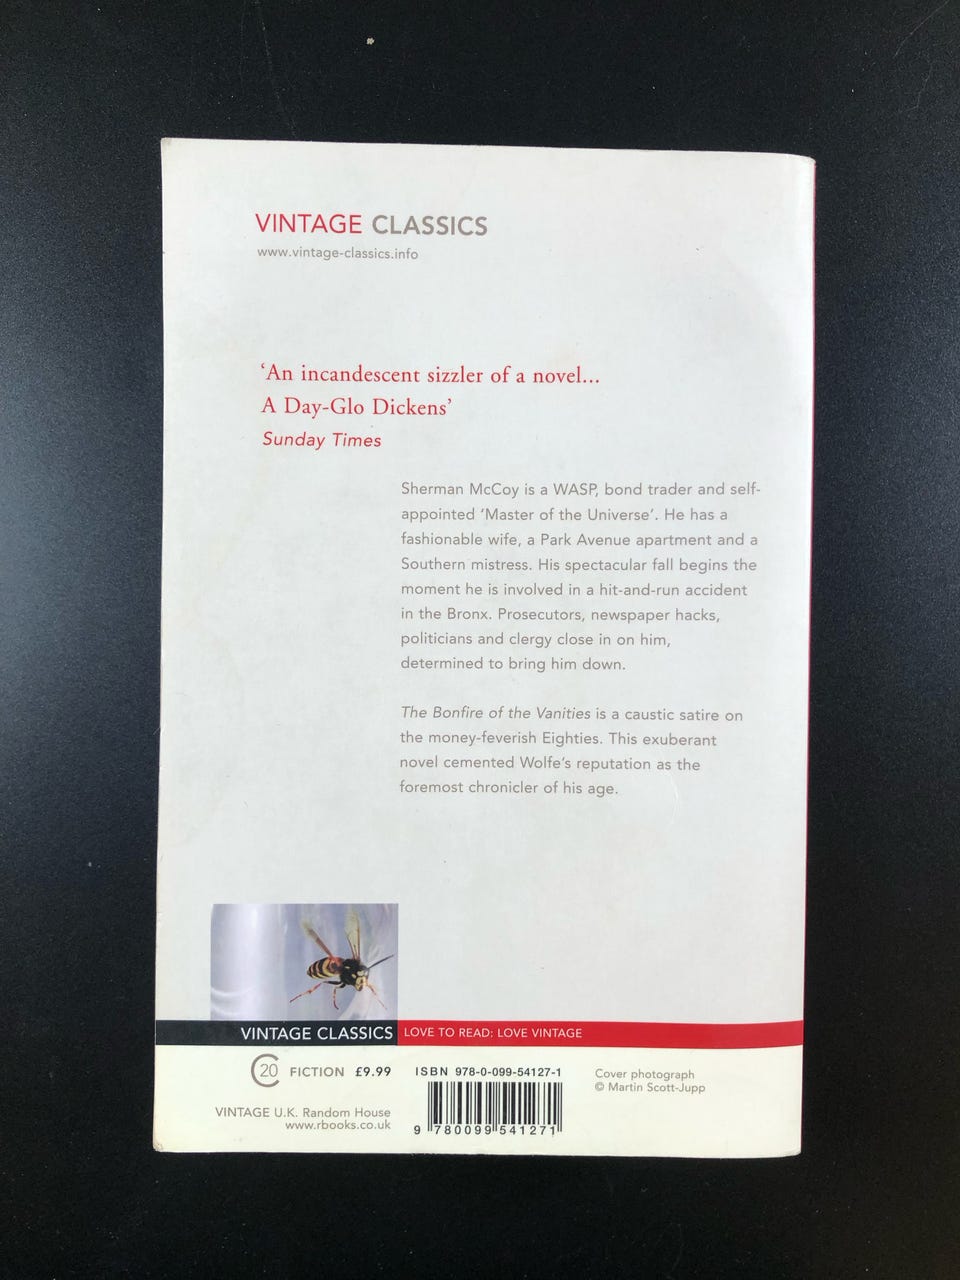 VINTAGE CLASSICS
www.vintage-classics.info
‘An incandescent sizzler of a novel...
A Day-Glo Dickens’
Sunday Times
Sherman McCoy is a WASP, bond trader and self-
appointed ‘Master of the Universe’. He has a
fashionable wife, a Park Avenue apartment and a
Southern mistress. His spectacular fall begins the
moment he is involved in a hit-and-run accident
in the Bronx. Prosecutors, newspaper hacks,
politicians and clergy close in on him,
determined to bring him down.
The Bonfire of the Vanities is a caustic satire on
the money-feverish Eighties. This exuberant
novel cemented Wolfe’s reputation as the
foremost chronicler of his age.
VINTAGE CLASSICS LOVE TO READ: LOVE VINTAGE
C20 FICTION £9.99
VINTAGE U.K. Random House
www.rbooks.co.uk
ISBN 978-0-099-54127-1
9 780099 541271
Cover photograph
© Martin Scott-Jupp